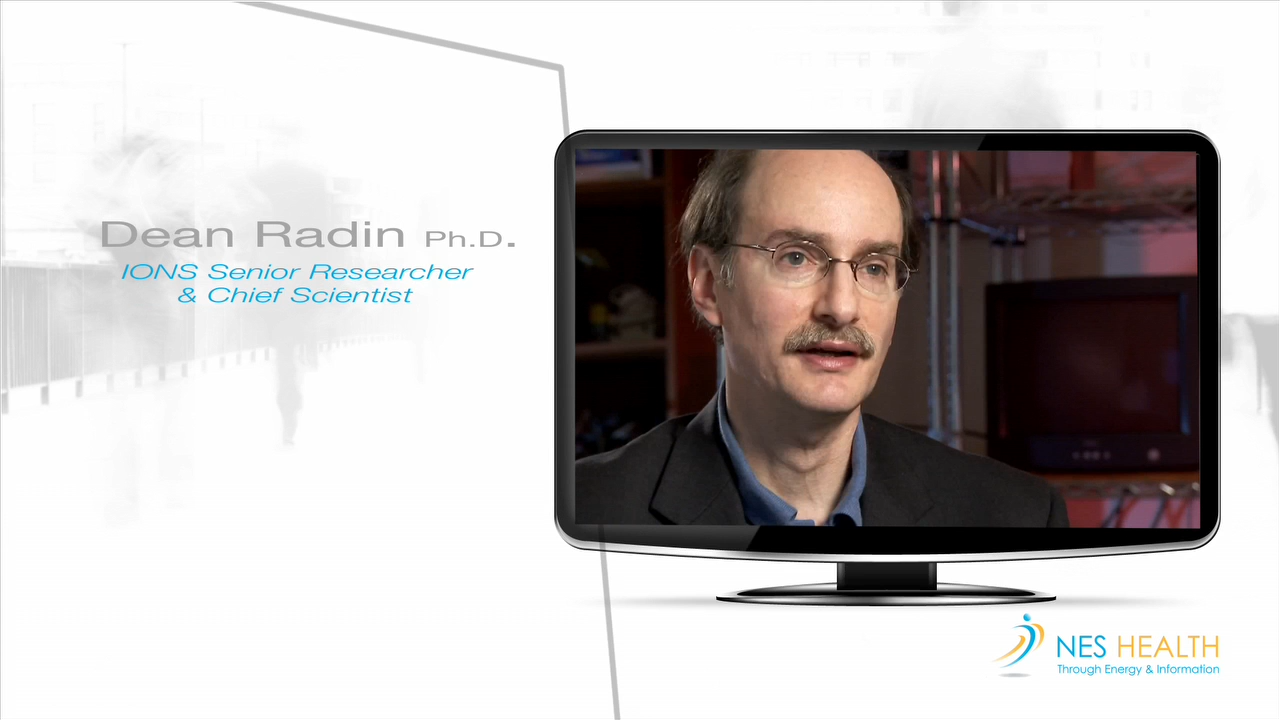 Dean Radin Ph.D.
IONS Senior Researcher
& Chief Scientist
NES HEALTH
Through Energy & Information